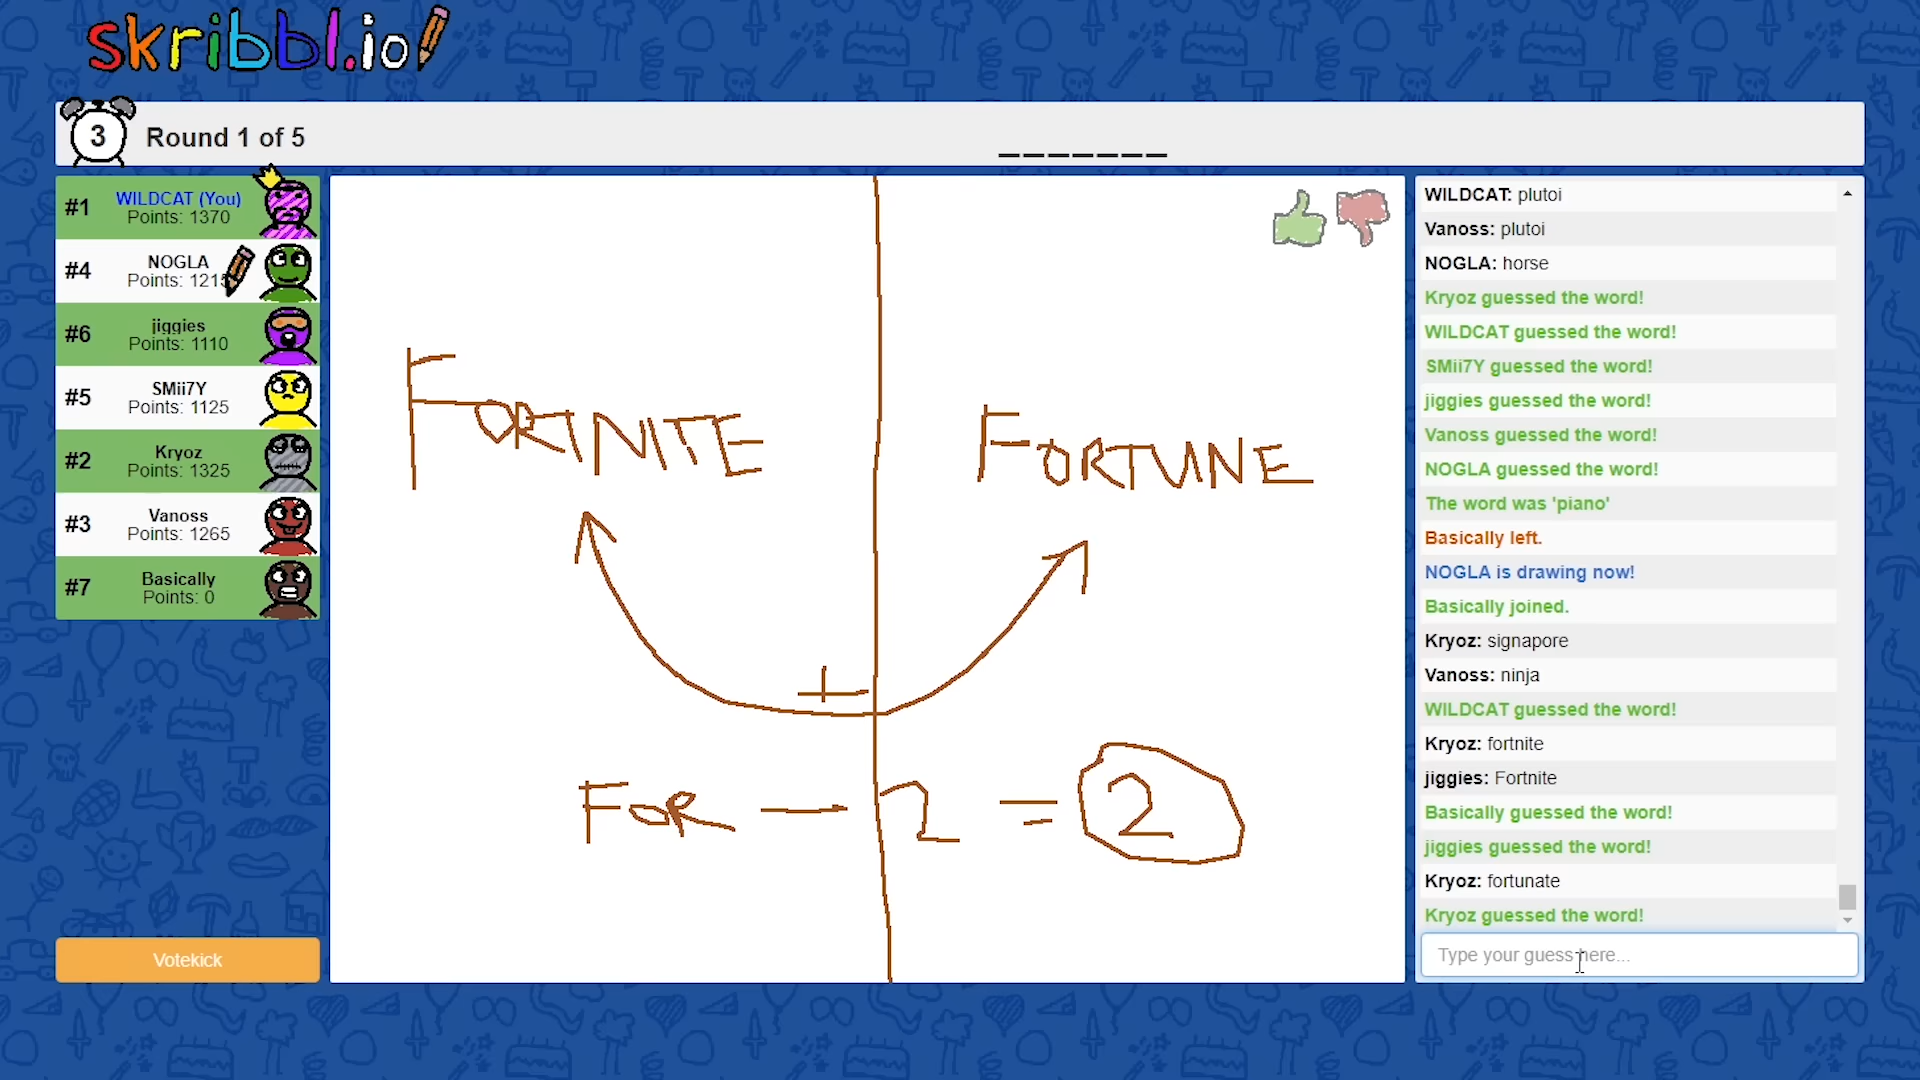 skribbl.io
3 Round 1 of 5 _______
#1 WILDCAT (You)
Points: 1370
#4 NOGLA
Points: 1215
#6 jiggies
Points: 1110
#5 SMii7Y
Points: 1125
#2 Kryoz
Points: 1325
#3 Vanoss
Points: 1265
#7 Basically
Points: 0
Votekick
FORTNITE FORTUNE
+
FOR — 2 = 2
WILDCAT: plutoi
Vanoss: plutoi
NOGLA: horse
Kryoz guessed the word!
WILDCAT guessed the word!
SMii7Y guessed the word!
jiggies guessed the word!
Vanoss guessed the word!
NOGLA guessed the word!
The word was 'piano'
Basically left.
NOGLA is drawing now!
Basically joined.
Kryoz: signapore
Vanoss: ninja
WILDCAT guessed the word!
Kryoz: fortnite
jiggies: Fortnite
Basically guessed the word!
jiggies guessed the word!
Kryoz: fortunate
Kryoz guessed the word!
Type your guess here...